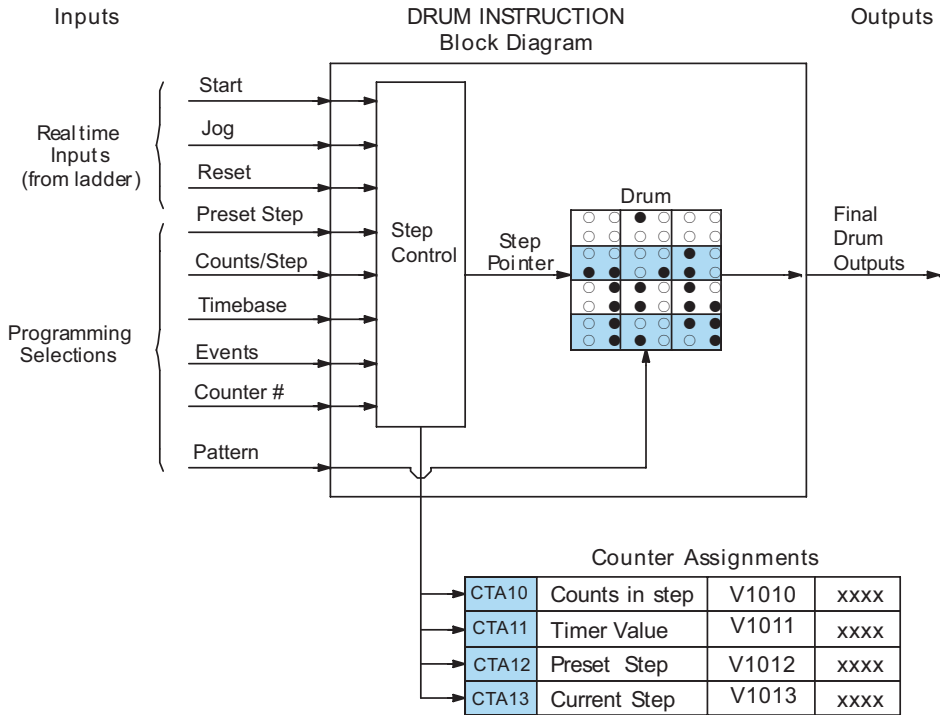 Inputs
DRUM INSTRUCTION
Block Diagram
Outputs
Realtime
Inputs
(from ladder)
Start
Jog
Reset
Programming
Selections
Preset Step
Counts/Step
Timebase
Events
Counter #
Pattern
Step
Control
Step
Pointer
Drum
Final
Drum
Outputs
Counter Assignments
CTA10 Counts in step V1010 xxxx
CTA11 Timer Value V1011 xxxx
CTA12 Preset Step V1012 xxxx
CTA13 Current Step V1013 xxxx